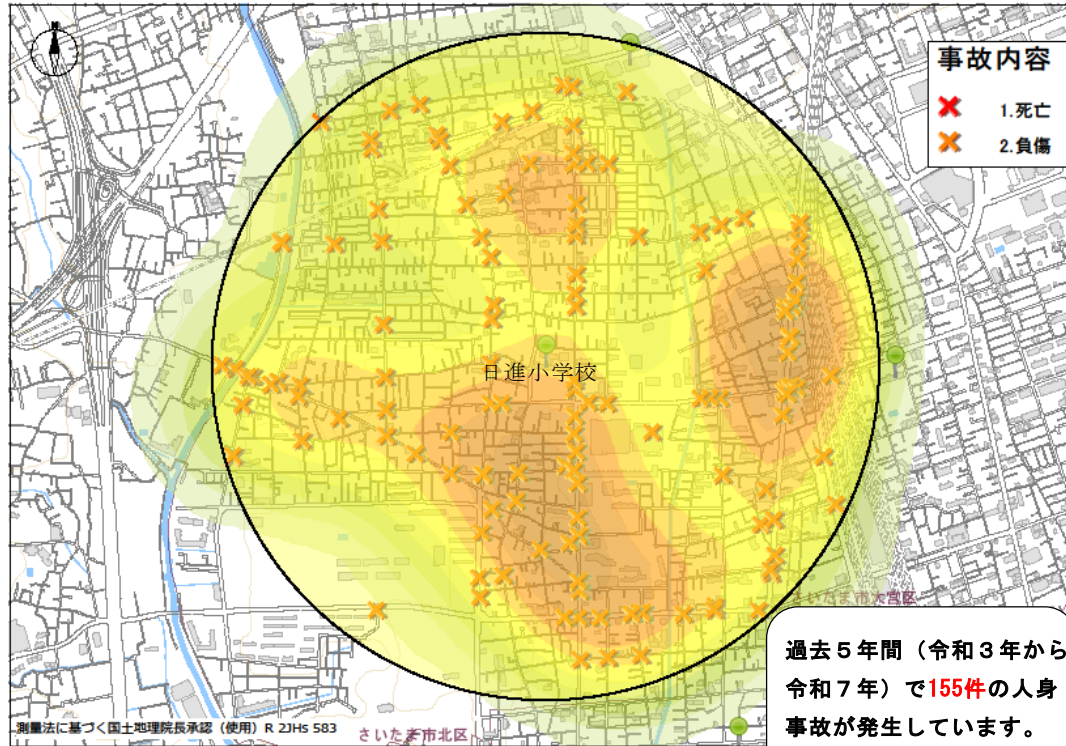 事故内容
1.死亡
2.負傷
日進小学校
さいたま市大宮区
過去5年間(令和3年から
令和7年)で155件の人身
事故が発生しています。
測量法に基づく国土地理院長承認(使用)R 2JHs 583
さいたま市北区